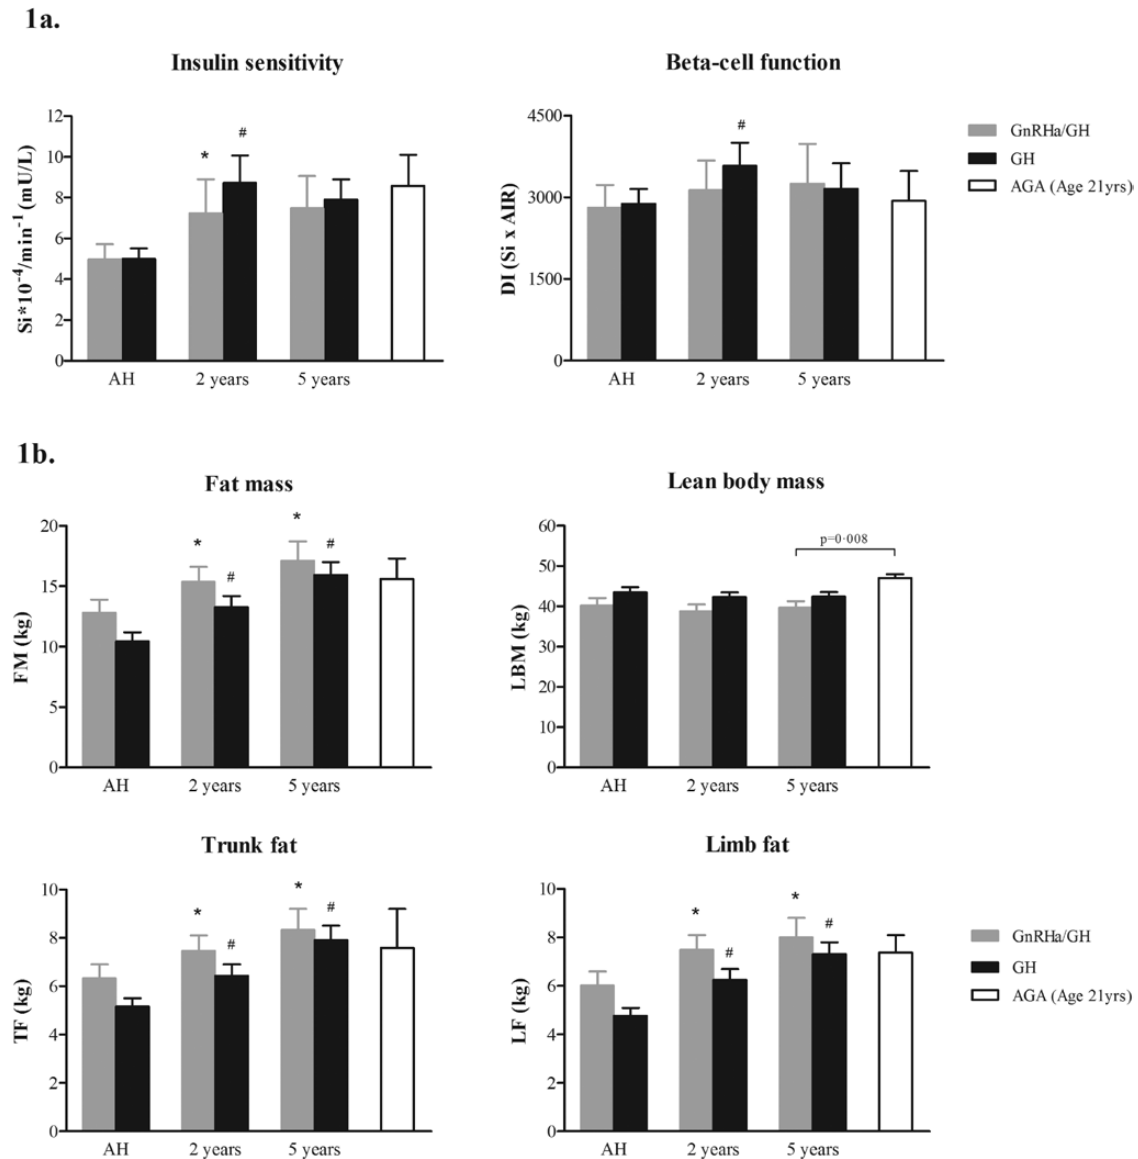 1a.
Insulin sensitivity
Si*10⁻⁴/min⁻¹ (mU/L)
12
10
8
6
4
2
0
*
#
AH
2 years
5 years
Beta-cell function
DI (Si x AIR)
4500
3000
1500
0
#
AH
2 years
5 years
GnRHa/GH
GH
AGA (Age 21yrs)
1b.
Fat mass
FM (kg)
20
15
10
5
0
*
#
*
#
AH
2 years
5 years
Lean body mass
LBM (kg)
60
50
40
30
20
10
0
p=0·008
AH
2 years
5 years
Trunk fat
TF (kg)
10
8
6
4
2
0
*
#
*
#
AH
2 years
5 years
Limb fat
LF (kg)
10
8
6
4
2
0
*
#
*
#
AH
2 years
5 years
GnRHa/GH
GH
AGA (Age 21yrs)